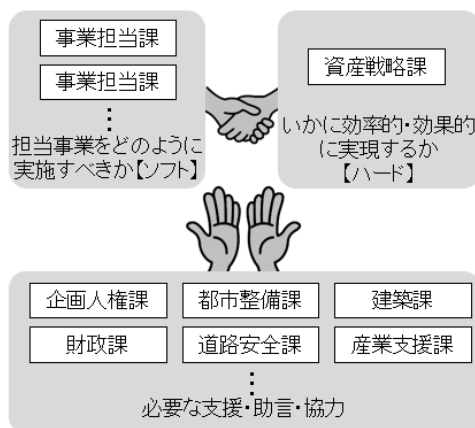 事業担当課
事業担当課
⋮
担当事業をどのように
実施すべきか【ソフト】
資産戦略課
いかに効率的・効果的
に実現するか
【ハード】
企画人権課
都市整備課
建築課
財政課
道路安全課
産業支援課
⋮
必要な支援・助言・協力